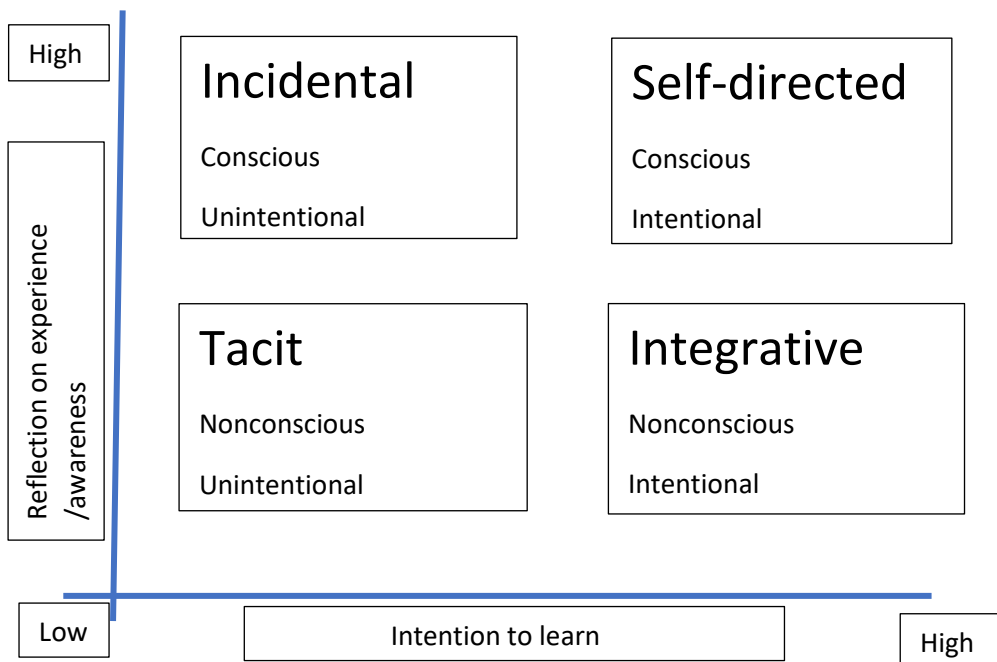 High
Incidental
Conscious
Unintentional
Self-directed
Conscious
Intentional
Reflection on experience
/awareness
Tacit
Nonconscious
Unintentional
Integrative
Nonconscious
Intentional
Low
Intention to learn
High